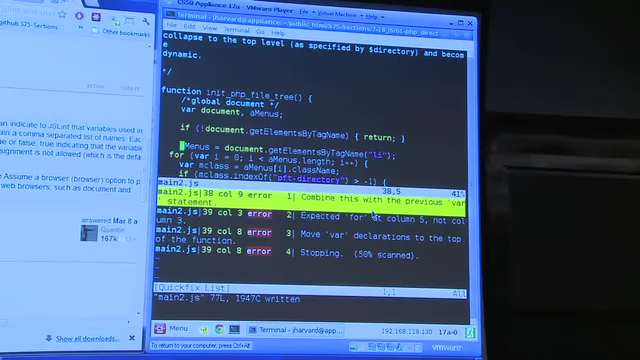 CS50 Appliance 17a - VMware Player File Virtual Machine Help
Terminal - jharvard@appliance: ~/public_html/S75-Sections/7-18_JS/01-php_direct
File Edit View Terminal Go Help
github S75-Sections
Other bookmarks
collapse to the top level (as specified by $directory) and becom
e
dynamic.
*/
function init_php_file_tree() {
/*global document */
var document, aMenus;
if (!document.getElementsByTagName) { return; }
aMenus = document.getElementsByTagName("li");
for (var i = 0; i < aMenus.length; i++) {
var mclass = aMenus[i].className;
if (mclass.indexOf("pft-directory") > -1) {
main2.js 38,5 41%
main2.js|38 col 9 error 1| Combine this with the previous 'var
' statement.
main2.js|39 col 3 error 2| Expected 'for' at column 5, not col
umn 3.
main2.js|39 col 8 error 3| Move 'var' declarations to the top
of the function.
main2.js|39 col 8 error 4| Stopping. (50% scanned).
~
~
[Quickfix List] 1,1 All
"main2.js" 77L, 1947C written
Menu Terminal - jharvard@ap... 192.168.119.130 17a-0
To return to your computer, press Ctrl+Alt. vmware
active oldest
an indicate to JSLint that variables used in
ain a comma separated list of names. Each
e or false, true indicating that the variable
signment is not allowed (which is the defa
r Assume a browser (browser) option to p
web browsers, such as document and
answered Mar 8 a
Quentin
167k
Show all downloads...